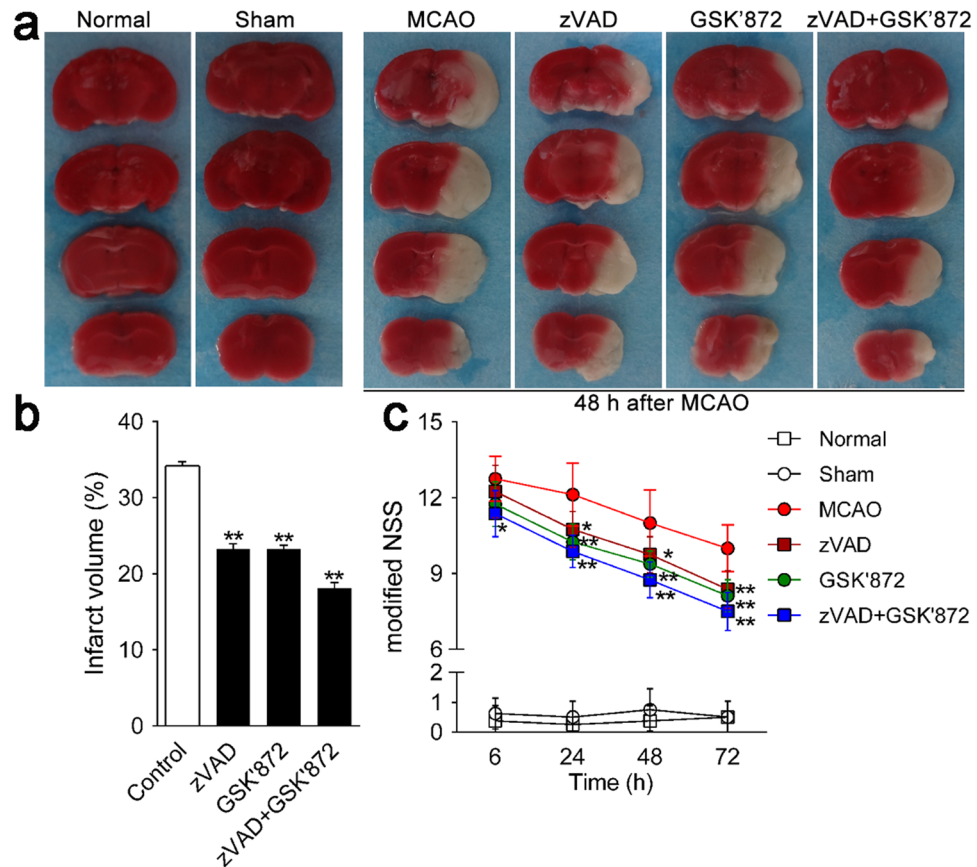 a
Normal Sham MCAO zVAD GSK'872 zVAD+GSK'872
48 h after MCAO
b
40
30
20
10
0
Infarct volume (%)
**
**
**
Control
zVAD
GSK'872
zVAD+GSK'872
c
15
12
9
6
2
1
0
modified NSS
*
*
**
**
*
**
**
**
**
**
6 24 48 72
Time (h)
Normal
Sham
MCAO
zVAD
GSK'872
zVAD+GSK'872